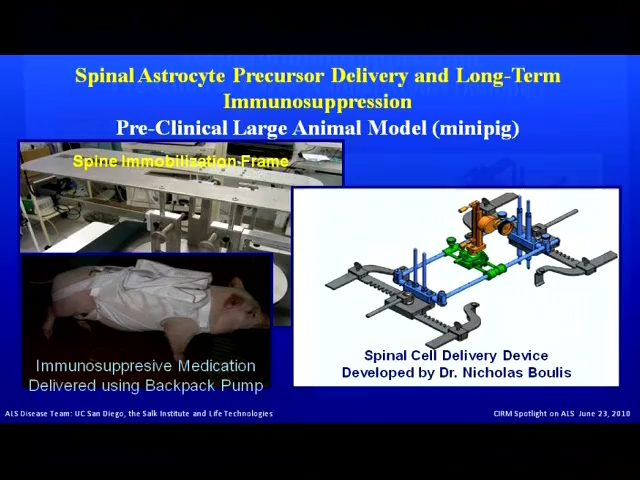 Spinal Astrocyte Precursor Delivery and Long-Term
Immunosuppression
Pre-Clinical Large Animal Model (minipig)
Spine Immobilization Frame
Immunosuppresive Medication
Delivered using Backpack Pump
Spinal Cell Delivery Device
Developed by Dr. Nicholas Boulis
ALS Disease Team: UC San Diego, the Salk Institute and Life Technologies
CIRM Spotlight on ALS June 23, 2010